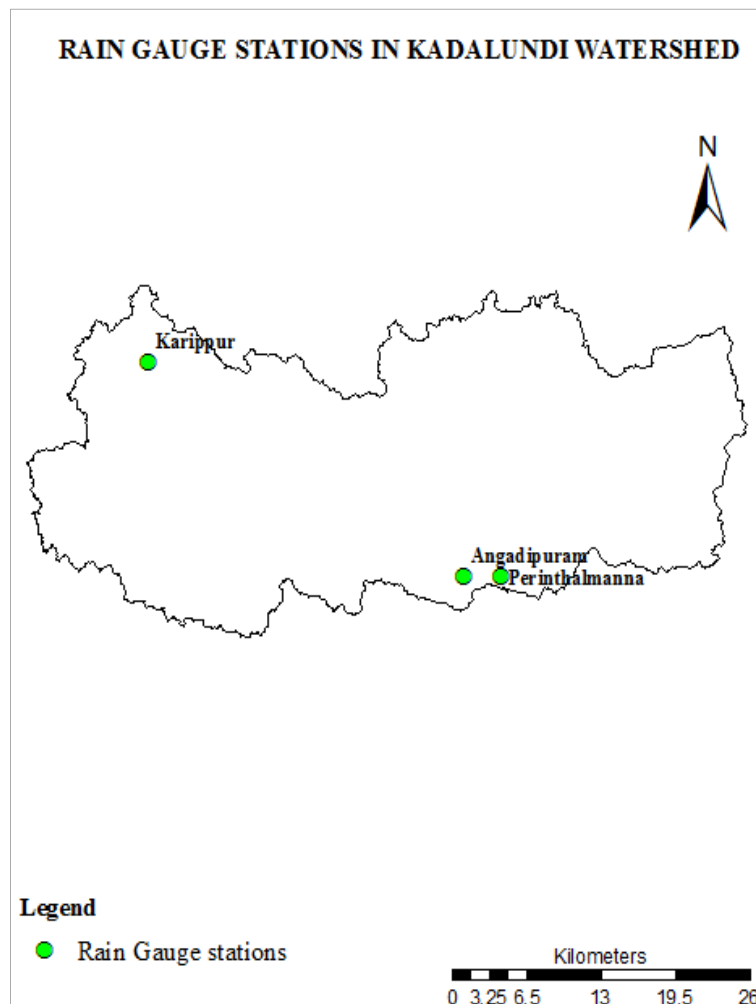 RAIN GAUGE STATIONS IN KADALUNDI WATERSHED
N
Karippur
Angadipuram
Perinthalmanna
Legend
Rain Gauge stations
Kilometers
0 3.25 6.5 13 19.5 26